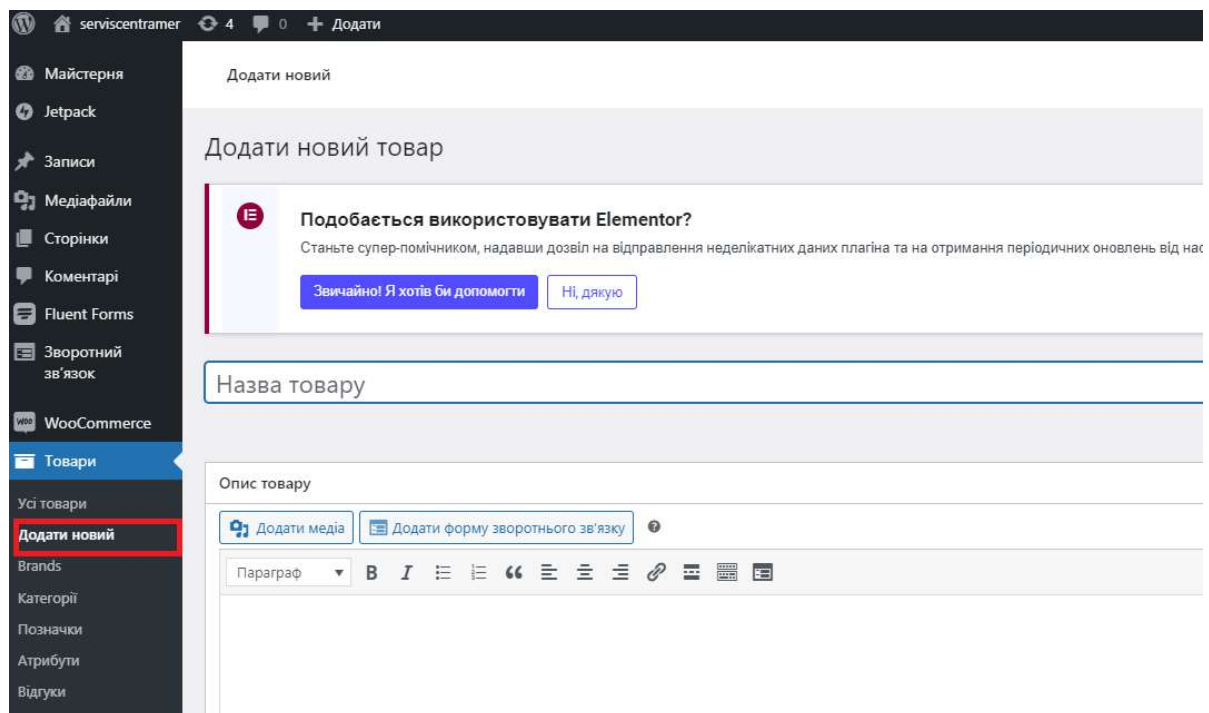 serviscentramer 4 0 + Додати
Майстерня
Jetpack
Записи
Медіафайли
Сторінки
Коментарі
Fluent Forms
Зворотний
зв'язок
WooCommerce
Товари
Усі товари
Додати новий
Brands
Категорії
Позначки
Атрибути
Відгуки
Додати новий
Додати новий товар
Подобається використовувати Elementor?
Станьте супер-помічником, надавши дозвіл на відправлення неделікатних даних плагіна та на отримання періодичних оновлень від нас
Звичайно! Я хотів би допомогти Ні, дякую
Назва товару
Опис товару
Додати медіа Додати форму зворотнього зв'язку
Параграф B I